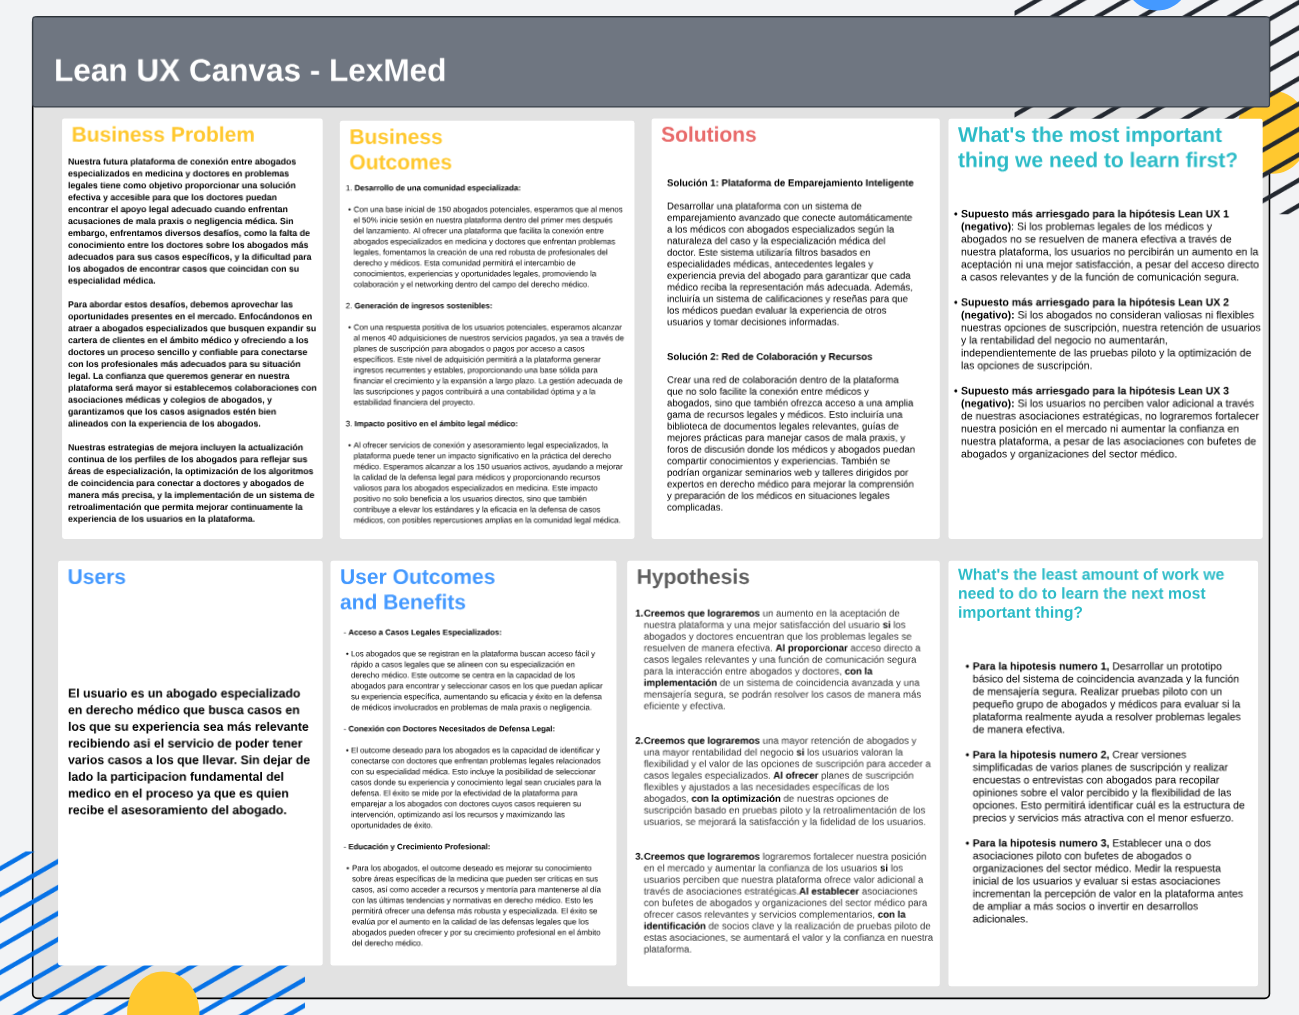 Lean UX Canvas - LexMed
Business Problem
Nuestra futura plataforma de conexión entre abogados
especializados en medicina y doctores en problemas
legales tiene como objetivo proporcionar una solución
efectiva y accesible para que los doctores puedan
encontrar el apoyo legal adecuado cuando enfrentan
acusaciones de mala praxis o negligencia médica. Sin
embargo, enfrentamos diversos desafíos, como la falta de
conocimiento entre los doctores sobre los abogados más
adecuados para sus casos específicos, y la dificultad para
los abogados de encontrar casos que coincidan con su
especialidad médica.
Para abordar estos desafíos, debemos aprovechar las
oportunidades presentes en el mercado. Enfocándonos en
atraer a abogados especializados que busquen expandir su
cartera de clientes en el ámbito médico y ofreciendo a los
doctores un proceso sencillo y confiable para conectarse
con los profesionales más adecuados para su situación
legal. La confianza que queremos generar en nuestra
plataforma será mayor si establecemos colaboraciones con
asociaciones médicas y colegios de abogados, y
garantizamos que los casos asignados estén bien
alineados con la experiencia de los abogados.
Nuestras estrategias de mejora incluyen la actualización
continua de los perfiles de los abogados para reflejar sus
áreas de especialización, la optimización de los algoritmos
de coincidencia para conectar a doctores y abogados de
manera más precisa, y la implementación de un sistema de
retroalimentación que permita mejorar continuamente la
experiencia de los usuarios en la plataforma.
Business
Outcomes
1. Desarrollo de una comunidad especializada:
• Con una base inicial de 150 abogados potenciales, esperamos que al menos
el 50% inicie sesión en nuestra plataforma dentro del primer mes después
del lanzamiento. Al ofrecer una plataforma que facilita la conexión entre
abogados especializados en medicina y doctores que enfrentan problemas
legales, fomentamos la creación de una red robusta de profesionales del
derecho y médicos. Esta comunidad permitirá el intercambio de
conocimientos, experiencias y oportunidades legales, promoviendo la
colaboración y el networking dentro del campo del derecho médico.
2. Generación de ingresos sostenibles:
• Con una respuesta positiva de los usuarios potenciales, esperamos alcanzar
al menos 40 adquisiciones de nuestros servicios pagados, ya sea a través de
planes de suscripción para abogados o pagos por acceso a casos
específicos. Este nivel de adquisición permitirá a la plataforma generar
ingresos recurrentes y estables, proporcionando una base sólida para
financiar el crecimiento y la expansión a largo plazo. La gestión adecuada de
las suscripciones y pagos contribuirá a una contabilidad óptima y a la
estabilidad financiera del proyecto.
3. Impacto positivo en el ámbito legal médico:
• Al ofrecer servicios de conexión y asesoramiento legal especializados, la
plataforma puede tener un impacto significativo en la práctica del derecho
médico. Esperamos alcanzar a los 150 usuarios activos, ayudando a mejorar
la calidad de la defensa legal para médicos y proporcionando recursos
valiosos para los abogados especializados en medicina. Este impacto
positivo no solo beneficia a los usuarios directos, sino que también
contribuye a elevar los estándares y la eficacia en la defensa de casos
médicos, con posibles repercusiones amplias en la comunidad legal médica.
Solutions
Solución 1: Plataforma de Emparejamiento Inteligente
Desarrollar una plataforma con un sistema de
emparejamiento avanzado que conecte automáticamente
a los médicos con abogados especializados según la
naturaleza del caso y la especialización médica del
doctor. Este sistema utilizaría filtros basados en
especialidades médicas, antecedentes legales y
experiencia previa del abogado para garantizar que cada
médico reciba la representación más adecuada. Además,
incluiría un sistema de calificaciones y reseñas para que
los médicos puedan evaluar la experiencia de otros
usuarios y tomar decisiones informadas.
Solución 2: Red de Colaboración y Recursos
Crear una red de colaboración dentro de la plataforma
que no solo facilite la conexión entre médicos y
abogados, sino que también ofrezca acceso a una amplia
gama de recursos legales y médicos. Esto incluiría una
biblioteca de documentos legales relevantes, guías de
mejores prácticas para manejar casos de mala praxis, y
foros de discusión donde los médicos y abogados puedan
compartir conocimientos y experiencias. También se
podrían organizar seminarios web y talleres dirigidos por
expertos en derecho médico para mejorar la comprensión
y preparación de los médicos en situaciones legales
complicadas.
What's the most important
thing we need to learn first?
• Supuesto más arriesgado para la hipótesis Lean UX 1
(negativo): Si los problemas legales de los médicos y
abogados no se resuelven de manera efectiva a través de
nuestra plataforma, los usuarios no percibirán un aumento en la
aceptación ni una mejor satisfacción, a pesar del acceso directo
a casos relevantes y de la función de comunicación segura.
• Supuesto más arriesgado para la hipótesis Lean UX 2
(negativo): Si los abogados no consideran valiosas ni flexibles
nuestras opciones de suscripción, nuestra retención de usuarios
y la rentabilidad del negocio no aumentarán,
independientemente de las pruebas piloto y la optimización de
las opciones de suscripción.
• Supuesto más arriesgado para la hipótesis Lean UX 3
(negativo): Si los usuarios no perciben valor adicional a través
de nuestras asociaciones estratégicas, no lograremos fortalecer
nuestra posición en el mercado ni aumentar la confianza en
nuestra plataforma, a pesar de las asociaciones con bufetes de
abogados y organizaciones del sector médico.
Users
El usuario es un abogado especializado
en derecho médico que busca casos en
los que su experiencia sea más relevante
recibiendo asi el servicio de poder tener
varios casos a los que llevar. Sin dejar de
lado la participacion fundamental del
medico en el proceso ya que es quien
recibe el asesoramiento del abogado.
User Outcomes
and Benefits
- Acceso a Casos Legales Especializados:
• Los abogados que se registran en la plataforma buscan acceso fácil y
rápido a casos legales que se alineen con su especialización en
derecho médico. Este outcome se centra en la capacidad de los
abogados para encontrar y seleccionar casos en los que puedan aplicar
su experiencia específica, aumentando su eficacia y éxito en la defensa
de médicos involucrados en problemas de mala praxis o negligencia.
- Conexión con Doctores Necesitados de Defensa Legal:
• El outcome deseado para los abogados es la capacidad de identificar y
conectarse con doctores que enfrentan problemas legales relacionados
con su especialidad médica. Esto incluye la posibilidad de seleccionar
casos donde su experiencia y conocimiento legal sean cruciales para la
defensa. El éxito se mide por la efectividad de la plataforma para
emparejar a los abogados con doctores cuyos casos requieren su
intervención, optimizando así los recursos y maximizando las
oportunidades de éxito.
- Educación y Crecimiento Profesional:
• Para los abogados, el outcome deseado es mejorar su conocimiento
sobre áreas específicas de la medicina que pueden ser críticas en sus
casos, así como acceder a recursos y mentoría para mantenerse al día
con las últimas tendencias y normativas en derecho médico. Esto les
permitirá ofrecer una defensa más robusta y especializada. El éxito se
evalúa por el aumento en la calidad de las defensas legales que los
abogados pueden ofrecer y por su crecimiento profesional en el ámbito
del derecho médico.
Hypothesis
1.Creemos que lograremos un aumento en la aceptación de
nuestra plataforma y una mejor satisfacción del usuario si los
abogados y doctores encuentran que los problemas legales se
resuelven de manera efectiva. Al proporcionar acceso directo a
casos legales relevantes y una función de comunicación segura
para la interacción entre abogados y doctores, con la
implementación de un sistema de coincidencia avanzada y una
mensajería segura, se podrán resolver los casos de manera más
eficiente y efectiva.
2.Creemos que lograremos una mayor retención de abogados y
una mayor rentabilidad del negocio si los usuarios valoran la
flexibilidad y el valor de las opciones de suscripción para acceder a
casos legales especializados. Al ofrecer planes de suscripción
flexibles y ajustados a las necesidades específicas de los
abogados, con la optimización de nuestras opciones de
suscripción basado en pruebas piloto y la retroalimentación de los
usuarios, se mejorará la satisfacción y la fidelidad de los usuarios.
3.Creemos que lograremos lograremos fortalecer nuestra posición
en el mercado y aumentar la confianza de los usuarios si los
usuarios perciben que nuestra plataforma ofrece valor adicional a
través de asociaciones estratégicas.Al establecer asociaciones
con bufetes de abogados y organizaciones del sector médico para
ofrecer casos relevantes y servicios complementarios, con la
identificación de socios clave y la realización de pruebas piloto de
estas asociaciones, se aumentará el valor y la confianza en nuestra
plataforma.
What's the least amount of work we
need to do to learn the next most
important thing?
• Para la hipotesis numero 1, Desarrollar un prototipo
básico del sistema de coincidencia avanzada y la función
de mensajería segura. Realizar pruebas piloto con un
pequeño grupo de abogados y médicos para evaluar si la
plataforma realmente ayuda a resolver problemas legales
de manera efectiva.
• Para la hipotesis numero 2, Crear versiones
simplificadas de varios planes de suscripción y realizar
encuestas o entrevistas con abogados para recopilar
opiniones sobre el valor percibido y la flexibilidad de las
opciones. Esto permitirá identificar cuál es la estructura de
precios y servicios más atractiva con el menor esfuerzo.
• Para la hipotesis numero 3, Establecer una o dos
asociaciones piloto con bufetes de abogados o
organizaciones del sector médico. Medir la respuesta
inicial de los usuarios y evaluar si estas asociaciones
incrementan la percepción de valor en la plataforma antes
de ampliar a más socios o invertir en desarrollos
adicionales.